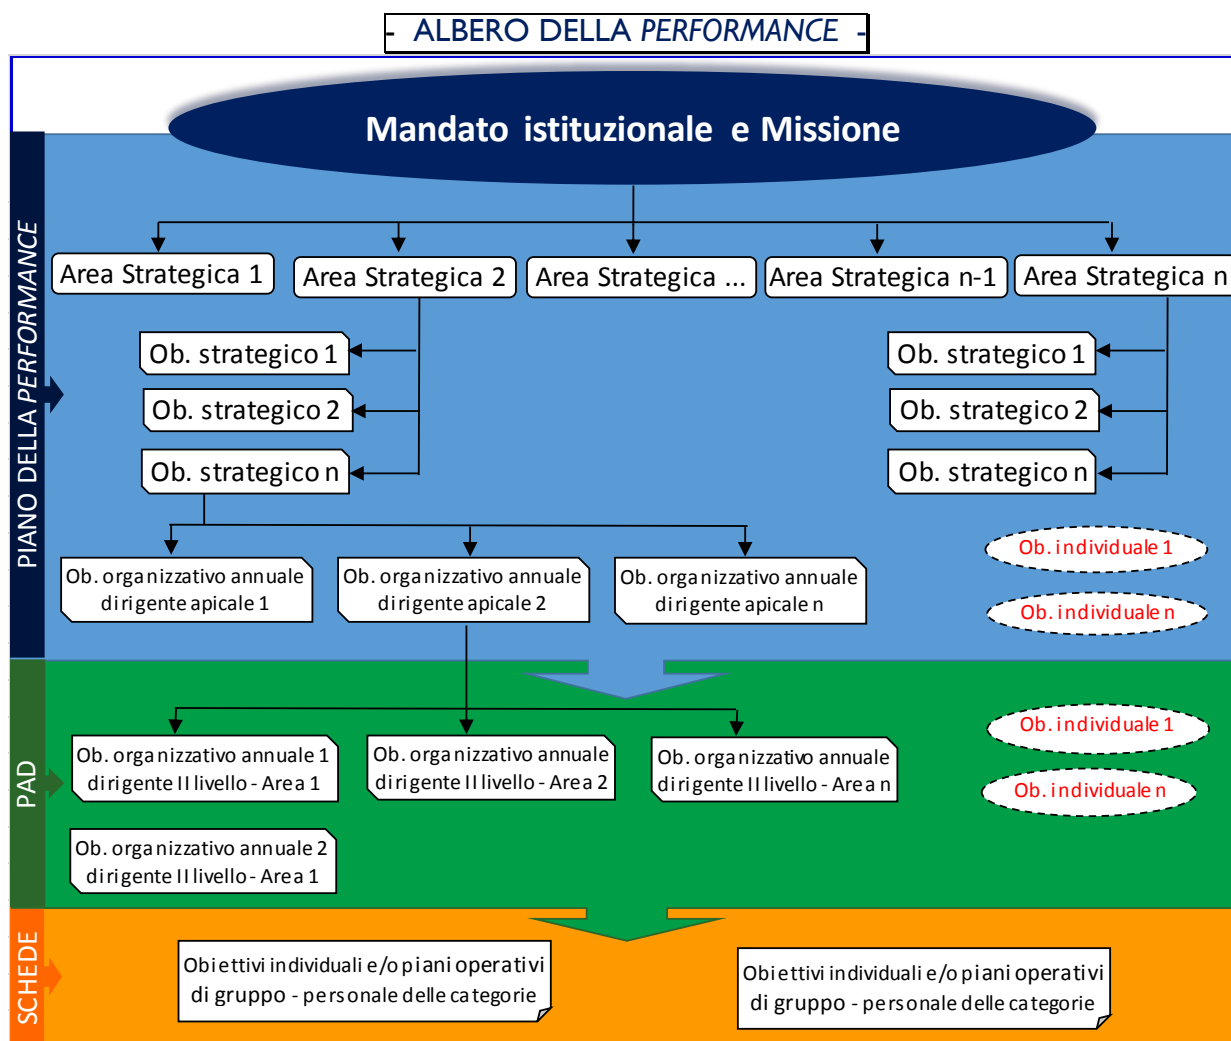 - ALBERO DELLA PERFORMANCE -
Mandato istituzionale e Missione
PIANO DELLA PERFORMANCE
Area Strategica 1
Area Strategica 2
Area Strategica ...
Area Strategica n-1
Area Strategica n
Ob. strategico 1
Ob. strategico 2
Ob. strategico n
Ob. strategico 1
Ob. strategico 2
Ob. strategico n
Ob. organizzativo annuale
dirigente apicale 1
Ob. organizzativo annuale
dirigente apicale 2
Ob. organizzativo annuale
dirigente apicale n
Ob. individuale 1
Ob. individuale n
PAD
Ob. organizzativo annuale 1
dirigente II livello - Area 1
Ob. organizzativo annuale
dirigente II livello - Area 2
Ob. organizzativo annuale
dirigente II livello - Area n
Ob. individuale 1
Ob. individuale n
Ob. organizzativo annuale 2
dirigente II livello - Area 1
SCHEDE
Obiettivi individuali e/o piani operativi
di gruppo - personale delle categorie
Obiettivi individuali e/o piani operativi
di gruppo - personale delle categorie